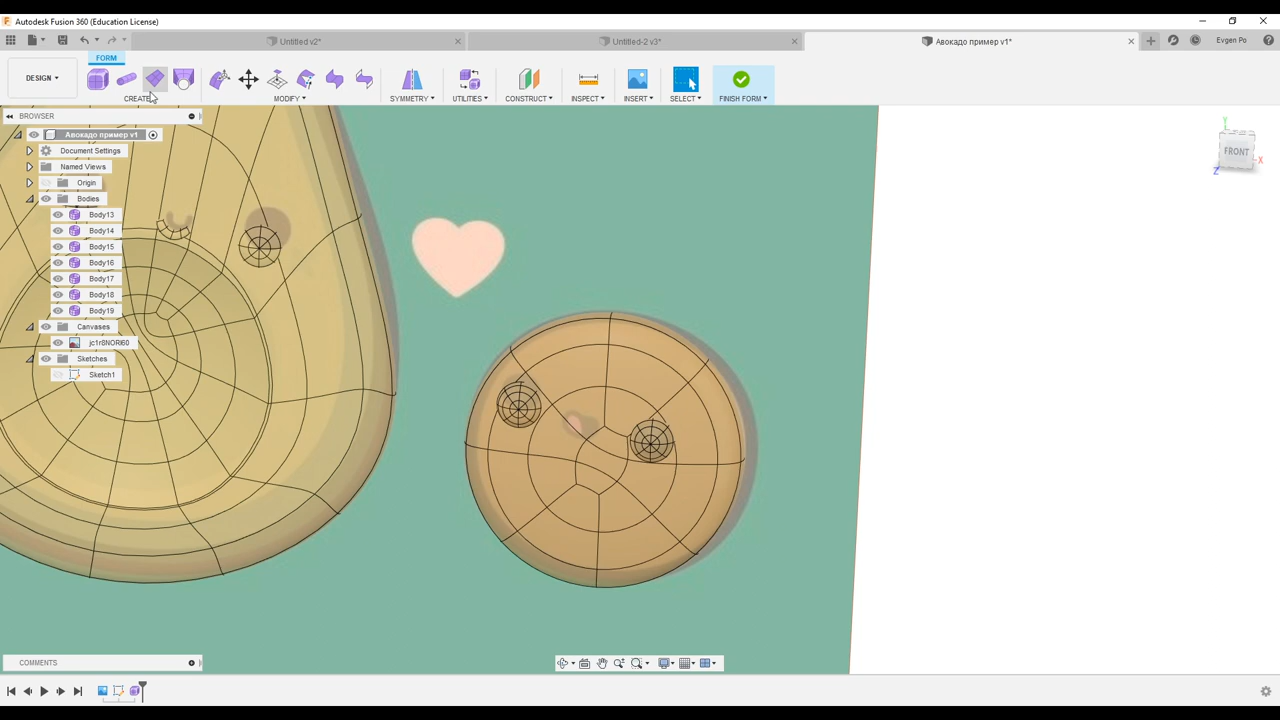 Autodesk Fusion 360 (Education License)
Untitled v2*
Untitled-2 v3*
Авокадо пример v1*
Evgen Po
FORM
DESIGN
CREATE
MODIFY
SYMMETRY
UTILITIES
CONSTRUCT
INSPECT
INSERT
SELECT
FINISH FORM
BROWSER
Авокадо пример v1
Document Settings
Named Views
Origin
Bodies
Body13
Body14
Body15
Body16
Body17
Body18
Body19
Canvases
jc1r8NORl60
Sketches
Sketch1
Y
FRONT
X
Z
COMMENTS